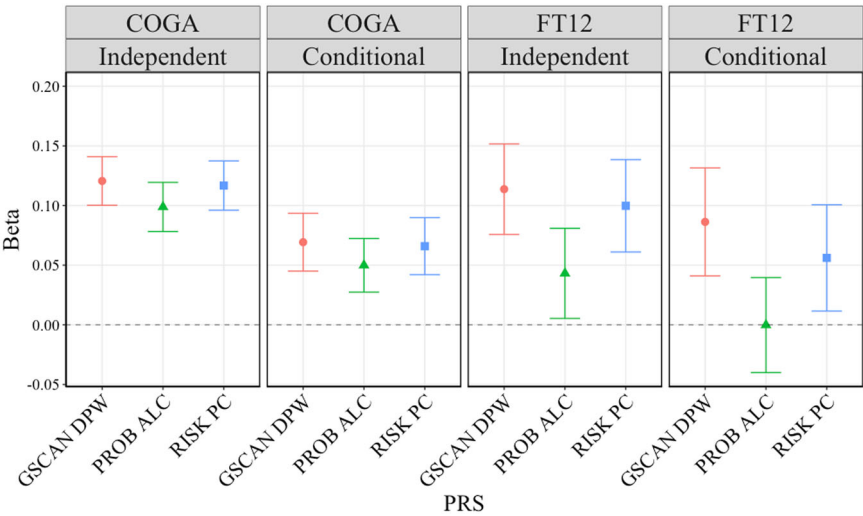 COGA COGA FT12 FT12
Independent Conditional Independent Conditional
0.20
0.15
0.10
0.05
0.00
-0.05
Beta
GSCAN DPW PROB ALC RISK PC GSCAN DPW PROB ALC RISK PC GSCAN DPW PROB ALC RISK PC GSCAN DPW PROB ALC RISK PC
PRS